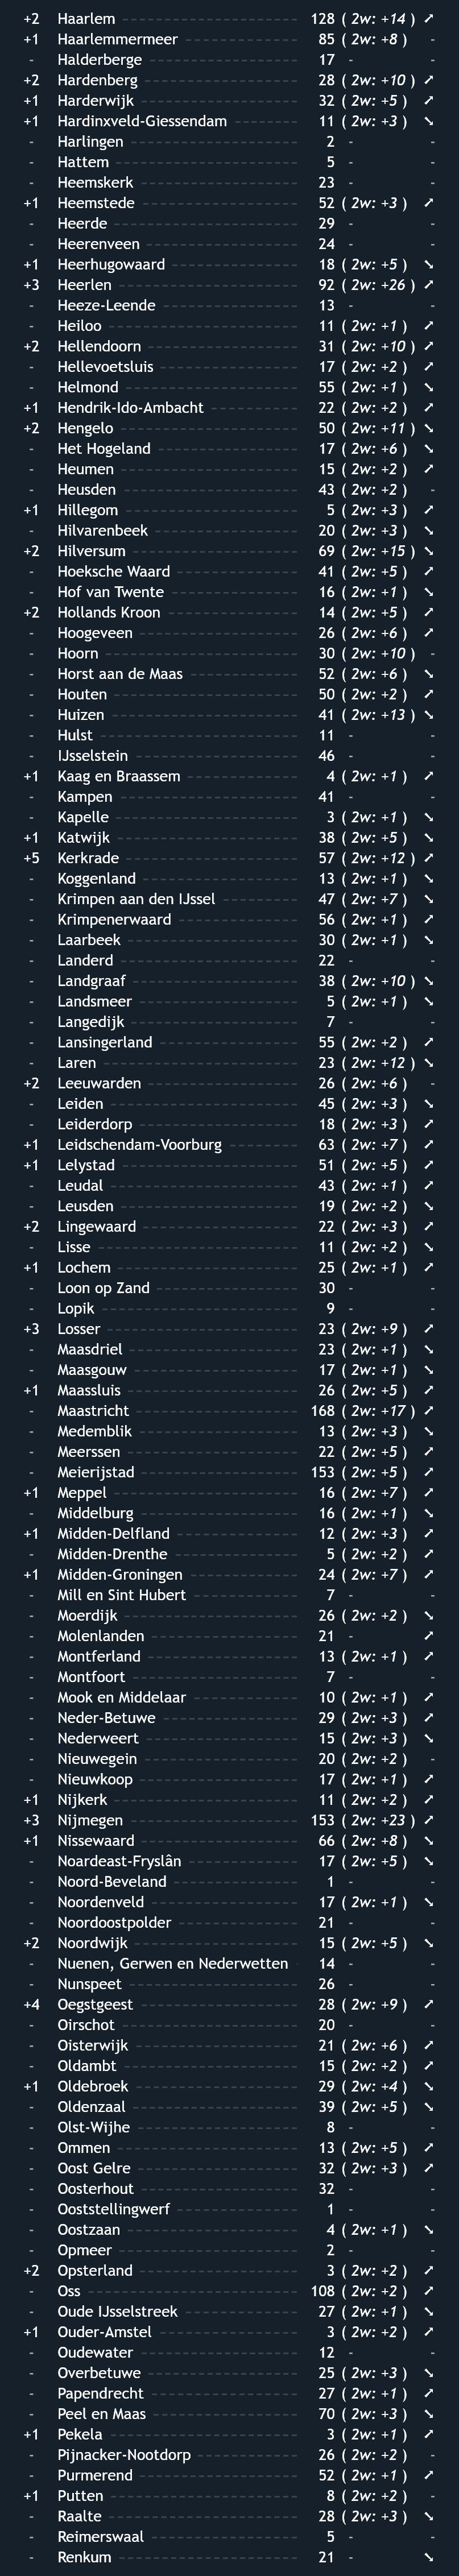 +2 Haarlem 128 ( 2w: +14 ) ↗
+1 Haarlemmermeer 85 ( 2w: +8 ) -
- Halderberge 17 - -
+2 Hardenberg 28 ( 2w: +10 ) ↗
+1 Harderwijk 32 ( 2w: +5 ) ↗
+1 Hardinxveld-Giessendam 11 ( 2w: +3 ) ↘
- Harlingen 2 - -
- Hattem 5 - -
- Heemskerk 23 - -
+1 Heemstede 52 ( 2w: +3 ) ↗
- Heerde 29 - -
- Heerenveen 24 - -
+1 Heerhugowaard 18 ( 2w: +5 ) ↘
+3 Heerlen 92 ( 2w: +26 ) ↗
- Heeze-Leende 13 - -
- Heiloo 11 ( 2w: +1 ) ↗
+2 Hellendoorn 31 ( 2w: +10 ) ↗
- Hellevoetsluis 17 ( 2w: +2 ) ↗
- Helmond 55 ( 2w: +1 ) ↘
+1 Hendrik-Ido-Ambacht 22 ( 2w: +2 ) ↗
+2 Hengelo 50 ( 2w: +11 ) ↘
- Het Hogeland 17 ( 2w: +6 ) ↘
- Heumen 15 ( 2w: +2 ) ↗
- Heusden 43 ( 2w: +2 ) -
+1 Hillegom 5 ( 2w: +3 ) ↗
- Hilvarenbeek 20 ( 2w: +3 ) ↘
+2 Hilversum 69 ( 2w: +15 ) ↘
- Hoeksche Waard 41 ( 2w: +5 ) ↗
- Hof van Twente 16 ( 2w: +1 ) ↘
+2 Hollands Kroon 14 ( 2w: +5 ) ↗
- Hoogeveen 26 ( 2w: +6 ) ↗
- Hoorn 30 ( 2w: +10 ) -
- Horst aan de Maas 52 ( 2w: +6 ) ↘
- Houten 50 ( 2w: +2 ) ↗
- Huizen 41 ( 2w: +13 ) ↘
- Hulst 11 - -
- IJsselstein 46 - -
+1 Kaag en Braassem 4 ( 2w: +1 ) ↗
- Kampen 41 - -
- Kapelle 3 ( 2w: +1 ) ↘
+1 Katwijk 38 ( 2w: +5 ) ↘
+5 Kerkrade 57 ( 2w: +12 ) ↗
- Koggenland 13 ( 2w: +1 ) ↘
- Krimpen aan den IJssel 47 ( 2w: +7 ) ↘
- Krimpenerwaard 56 ( 2w: +1 ) ↗
- Laarbeek 30 ( 2w: +1 ) ↘
- Landerd 22 - -
- Landgraaf 38 ( 2w: +10 ) ↘
- Landsmeer 5 ( 2w: +1 ) ↘
- Langedijk 7 - -
- Lansingerland 55 ( 2w: +2 ) ↗
- Laren 23 ( 2w: +12 ) ↘
+2 Leeuwarden 26 ( 2w: +6 ) -
- Leiden 45 ( 2w: +3 ) ↘
- Leiderdorp 18 ( 2w: +3 ) ↗
+1 Leidschendam-Voorburg 63 ( 2w: +7 ) ↗
+1 Lelystad 51 ( 2w: +5 ) ↗
- Leudal 43 ( 2w: +1 ) ↗
- Leusden 19 ( 2w: +2 ) ↘
+2 Lingewaard 22 ( 2w: +3 ) ↗
- Lisse 11 ( 2w: +2 ) ↘
+1 Lochem 25 ( 2w: +1 ) ↗
- Loon op Zand 30 - -
- Lopik 9 - -
+3 Losser 23 ( 2w: +9 ) ↗
- Maasdriel 23 ( 2w: +1 ) ↘
- Maasgouw 17 ( 2w: +1 ) ↘
+1 Maassluis 26 ( 2w: +5 ) ↗
- Maastricht 168 ( 2w: +17 ) ↗
- Medemblik 13 ( 2w: +3 ) ↘
- Meerssen 22 ( 2w: +5 ) ↗
- Meierijstad 153 ( 2w: +5 ) ↗
+1 Meppel 16 ( 2w: +7 ) ↗
- Middelburg 16 ( 2w: +1 ) ↘
+1 Midden-Delfland 12 ( 2w: +3 ) ↗
- Midden-Drenthe 5 ( 2w: +2 ) ↗
+1 Midden-Groningen 24 ( 2w: +7 ) ↗
- Mill en Sint Hubert 7 - -
- Moerdijk 26 ( 2w: +2 ) ↘
- Molenlanden 21 - ↗
- Montferland 13 ( 2w: +1 ) ↗
- Montfoort 7 - -
- Mook en Middelaar 10 ( 2w: +1 ) ↗
- Neder-Betuwe 29 ( 2w: +3 ) ↗
- Nederweert 15 ( 2w: +3 ) ↘
- Nieuwegein 20 ( 2w: +2 ) -
- Nieuwkoop 17 ( 2w: +1 ) ↗
+1 Nijkerk 11 ( 2w: +2 ) ↗
+3 Nijmegen 153 ( 2w: +23 ) ↗
+1 Nissewaard 66 ( 2w: +8 ) ↘
- Noardeast-Fryslân 17 ( 2w: +5 ) ↘
- Noord-Beveland 1 - -
- Noordenveld 17 ( 2w: +1 ) ↘
- Noordoostpolder 21 - -
+2 Noordwijk 15 ( 2w: +5 ) ↘
- Nuenen, Gerwen en Nederwetten 14 - -
- Nunspeet 26 - -
+4 Oegstgeest 28 ( 2w: +9 ) ↗
- Oirschot 20 - -
- Oisterwijk 21 ( 2w: +6 ) ↗
- Oldambt 15 ( 2w: +2 ) ↗
+1 Oldebroek 29 ( 2w: +4 ) ↘
- Oldenzaal 39 ( 2w: +5 ) ↘
- Olst-Wijhe 8 - -
- Ommen 13 ( 2w: +5 ) ↗
- Oost Gelre 32 ( 2w: +3 ) ↗
- Oosterhout 32 - -
- Ooststellingwerf 1 - -
- Oostzaan 4 ( 2w: +1 ) ↘
- Opmeer 2 - -
+2 Opsterland 3 ( 2w: +2 ) ↗
- Oss 108 ( 2w: +2 ) ↗
- Oude IJsselstreek 27 ( 2w: +1 ) ↘
+1 Ouder-Amstel 3 ( 2w: +2 ) ↗
- Oudewater 12 - -
- Overbetuwe 25 ( 2w: +3 ) ↘
- Papendrecht 27 ( 2w: +1 ) ↗
- Peel en Maas 70 ( 2w: +3 ) ↘
+1 Pekela 3 ( 2w: +1 ) ↗
- Pijnacker-Nootdorp 26 ( 2w: +2 ) -
- Purmerend 52 ( 2w: +1 ) ↗
+1 Putten 8 ( 2w: +2 ) -
- Raalte 28 ( 2w: +3 ) ↘
- Reimerswaal 5 - -
- Renkum 21 - ↘